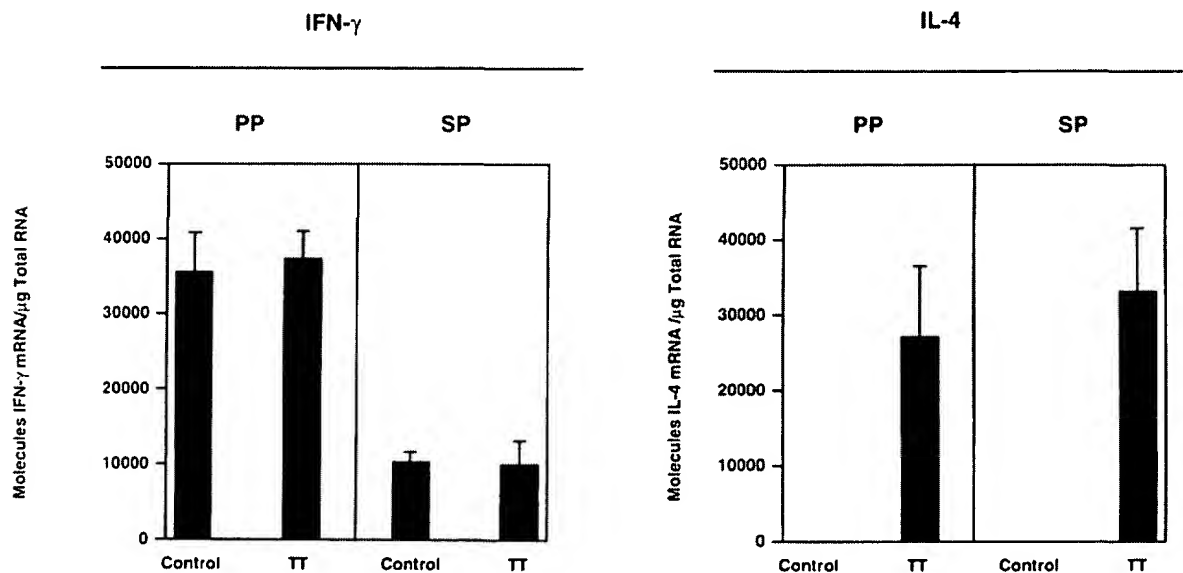 IFN-γ
PP SP
Molecules IFN-γ mRNA/µg Total RNA
50000
40000
30000
20000
10000
0
Control TT Control TT
IL-4
PP SP
Molecules IL-4 mRNA /µg Total RNA
50000
40000
30000
20000
10000
0
Control TT Control TT